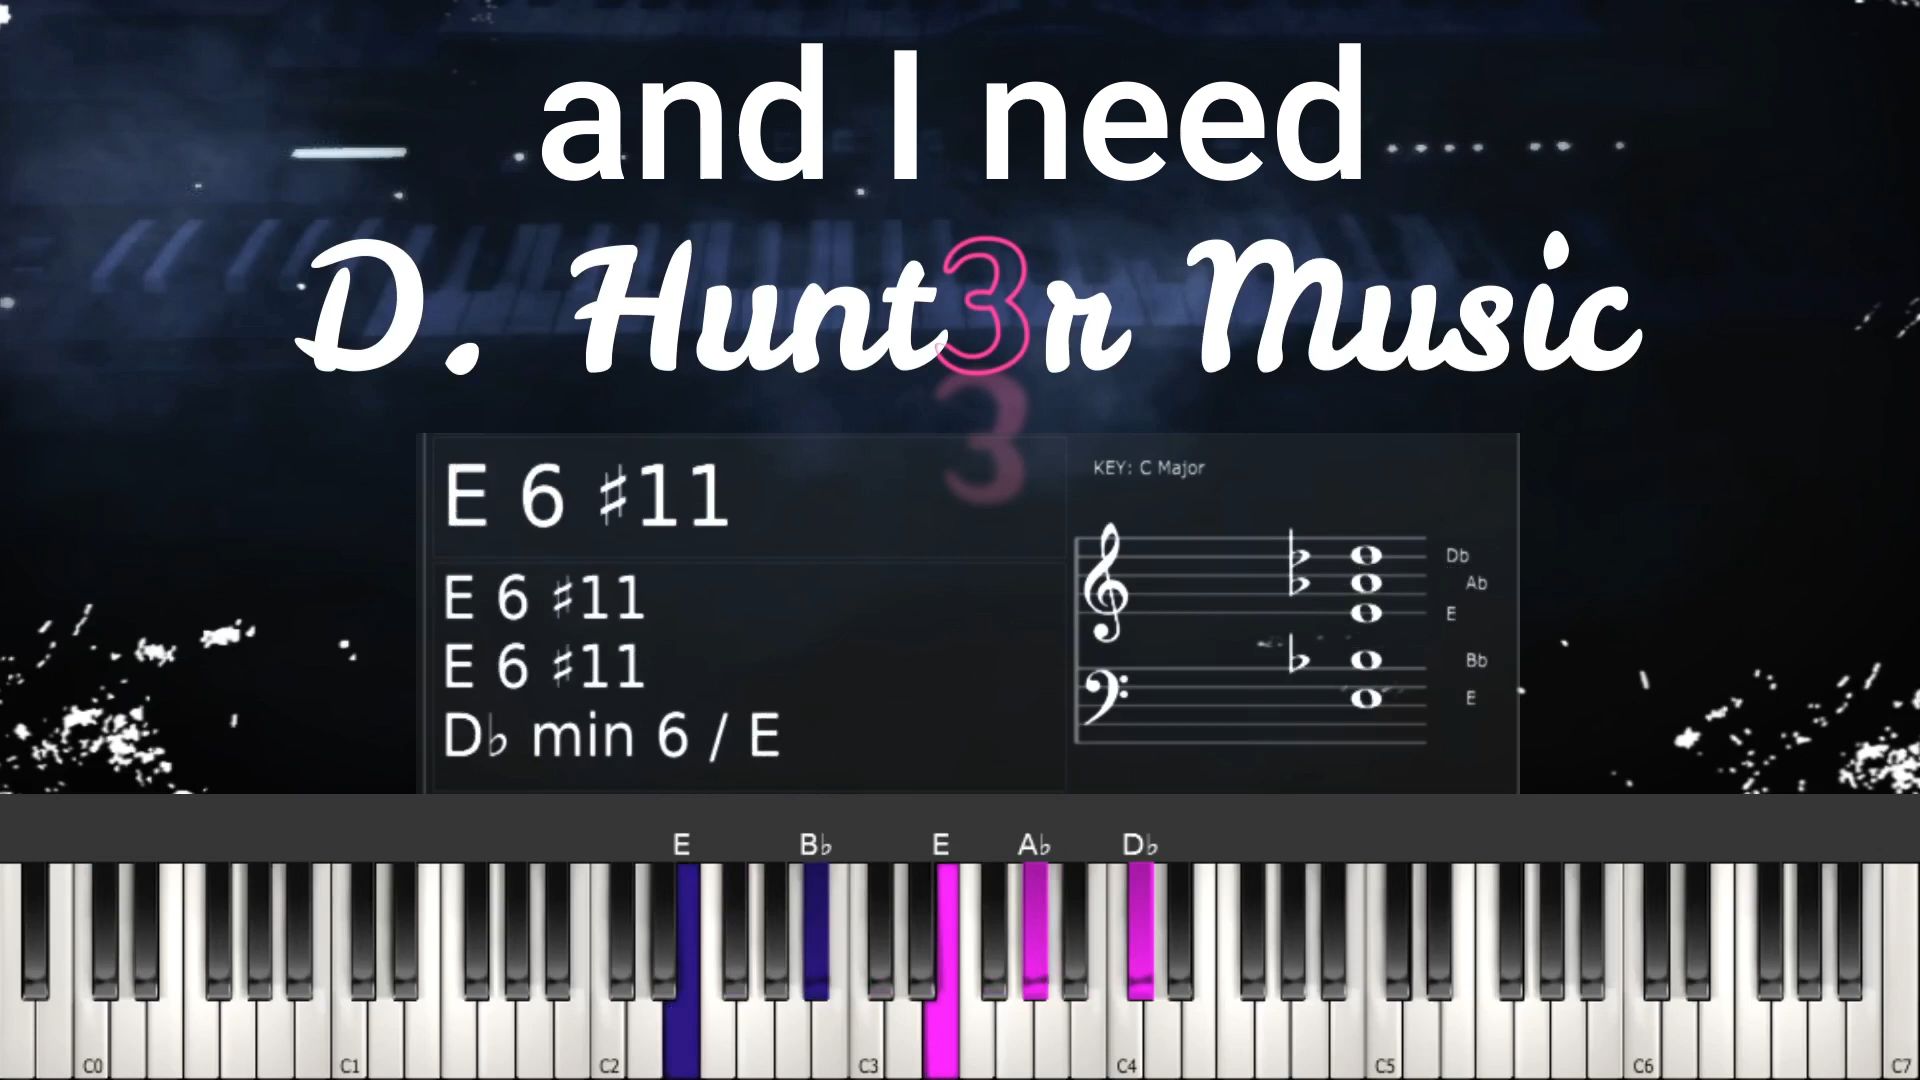 and I need
D. Hunt3r Music
3
E 6 ♯11
KEY: C Major
E 6 ♯11
E 6 ♯11
D♭ min 6 / E
Db
Ab
E
Bb
E
E B♭ E A♭ D♭
C0 C1 C2 C3 C4 C5 C6 C7